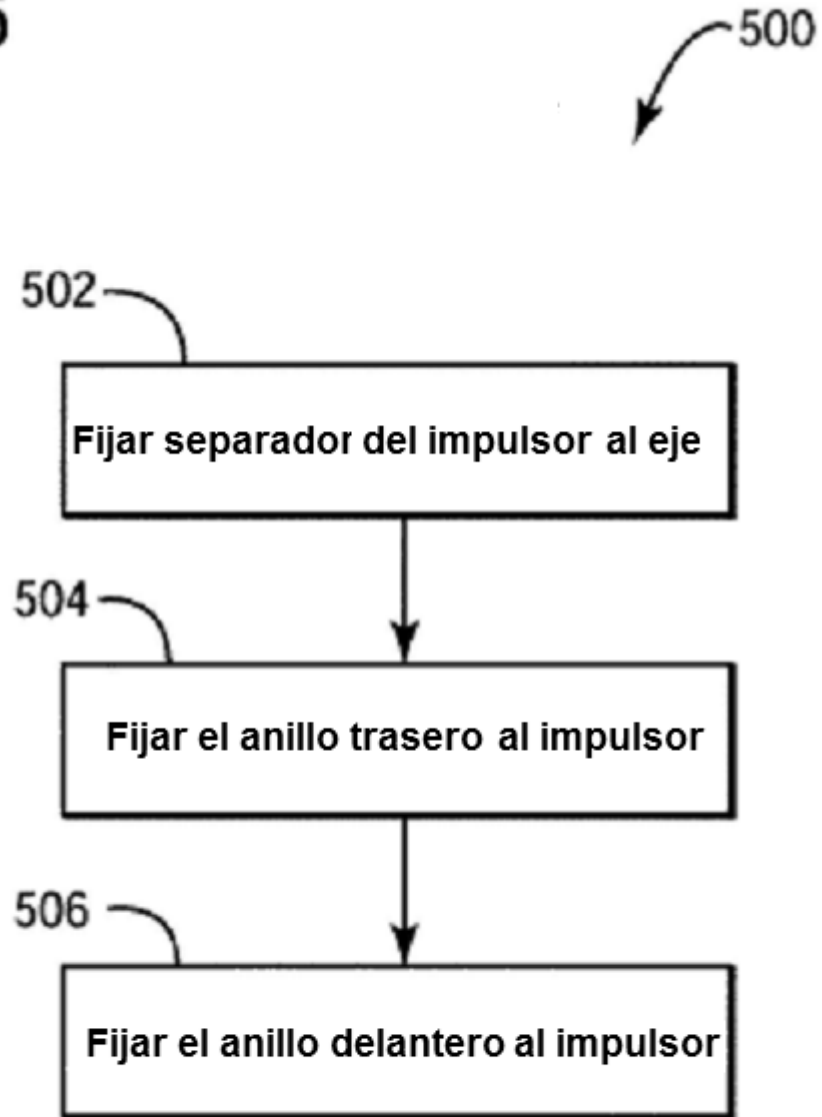 500
502
Fijar separador del impulsor al eje
504
Fijar el anillo trasero al impulsor
506
Fijar el anillo delantero al impulsor